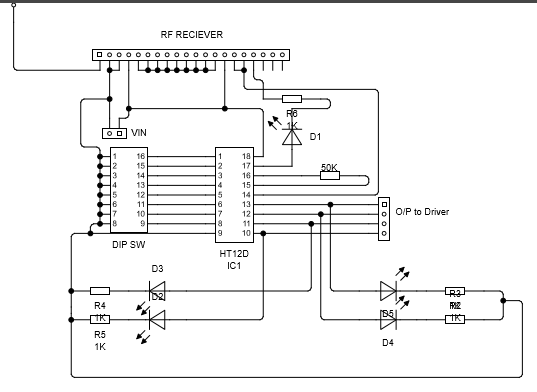 RF RECIEVER
R6
1K
D1
VIN
1 16
2 15
3 14
4 13
5 12
6 11
7 10
8 9
DIP SW
1 18
2 17
3 16
4 15
5 14
6 13
7 12
8 11
9 10
HT12D
IC1
50K
O/P to Driver
D3
D2
R4
1K
R5
1K
D5
D4
R3
R2
1K